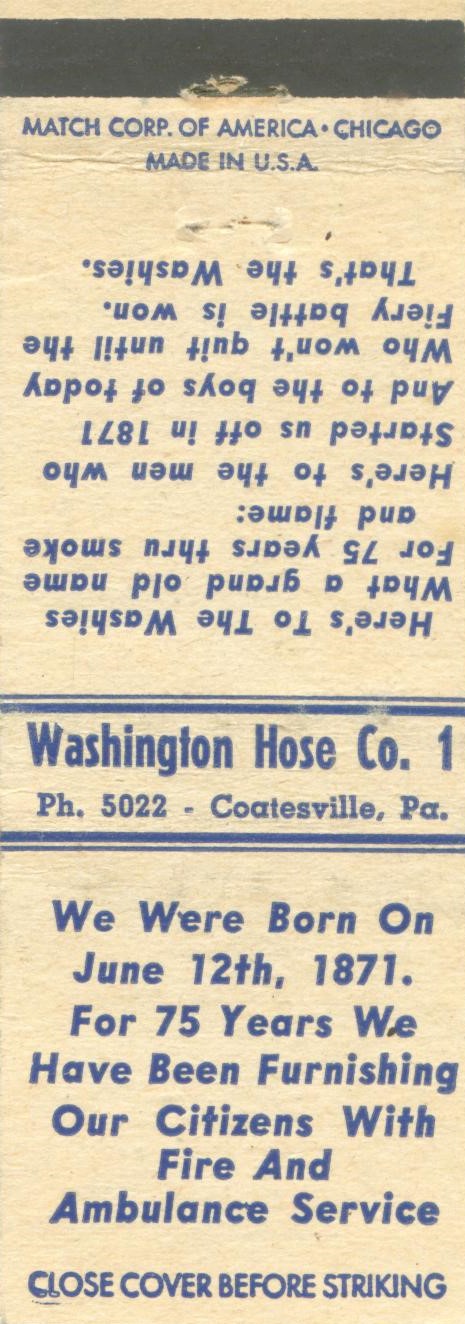 MATCH CORP. OF AMERICA • CHICAGO
MADE IN U.S.A.
Here's To The Washies
What a grand old name
For 75 years thru smoke
and flame:
Here's to the men who
Started us off in 1871
And to the boys of today
Who won't quit until the
Fiery battle is won.
That's the Washies.
Washington Hose Co. 1
Ph. 5022 - Coatesville, Pa.
We Were Born On
June 12th, 1871.
For 75 Years We
Have Been Furnishing
Our Citizens With
Fire And
Ambulance Service
CLOSE COVER BEFORE STRIKING